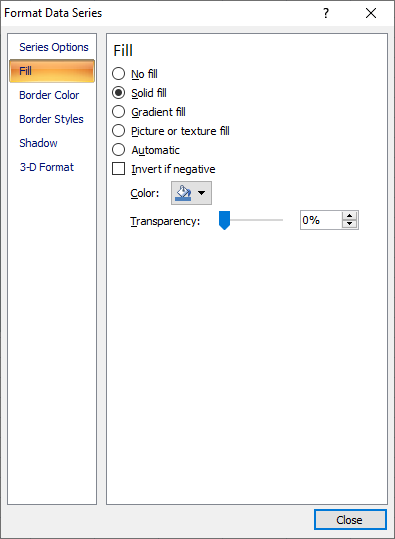 Format Data Series
?
Series Options
Fill
Border Color
Border Styles
Shadow
3-D Format
Fill
No fill
Solid fill
Gradient fill
Picture or texture fill
Automatic
Invert if negative
Color:
Transparency:
0%
Close